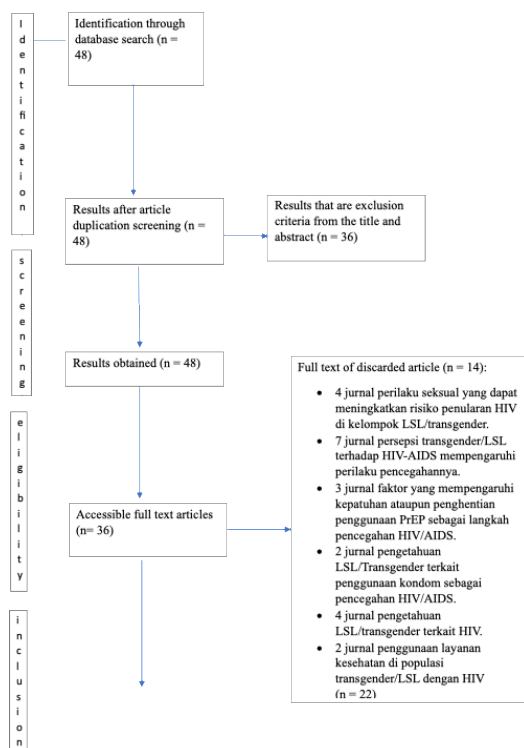 Identification
Identification through
database search (n =
48)
Results after article
duplication screening (n =
48)
Results that are exclusion
criteria from the title and
abstract (n = 36)
screening
Results obtained (n = 48)
Full text of discarded article (n = 14):
• 4 jurnal perilaku seksual yang dapat
meningkatkan risiko penularan HIV
di kelompok LSL/transgender.
• 7 jurnal persepsi transgender/LSL
terhadap HIV-AIDS mempengaruhi
perilaku pencegahannya.
• 3 jurnal faktor yang mempengaruhi
kepatuhan ataupun penghentian
penggunaan PrEP sebagai langkah
pencegahan HIV/AIDS.
• 2 jurnal pengetahuan
LSL/Transgender terkait
penggunaan kondom sebagai
pencegahan HIV/AIDS.
• 4 jurnal pengetahuan
LSL/transgender terkait HIV.
• 2 jurnal penggunaan layanan
kesehatan di populasi
transgender/LSL dengan HIV
(n = 22)
eligibility
Accessible full text articles
(n= 36)
inclusion